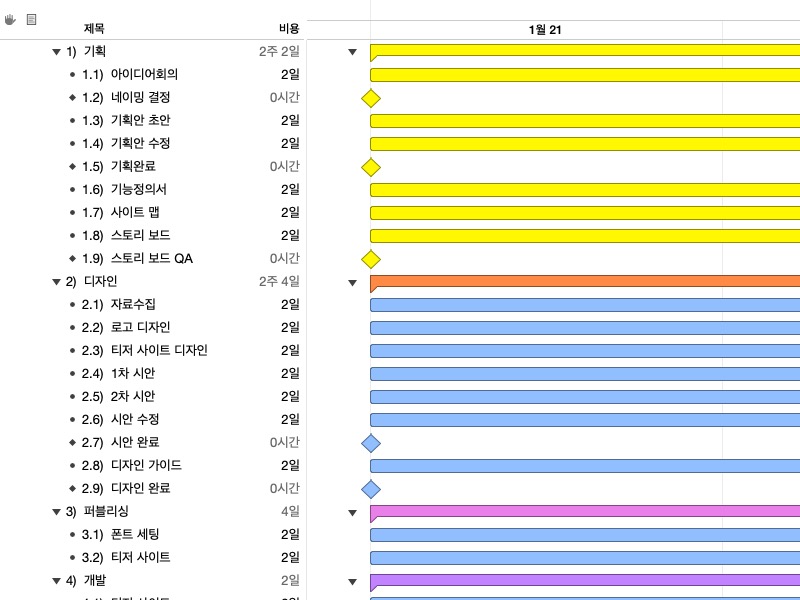 제목 비용 1월 21
1) 기획 2주 2일
1.1) 아이디어회의 2일
1.2) 네이밍 결정 0시간
1.3) 기획안 초안 2일
1.4) 기획안 수정 2일
1.5) 기획완료 0시간
1.6) 기능정의서 2일
1.7) 사이트 맵 2일
1.8) 스토리 보드 2일
1.9) 스토리 보드 QA 0시간
2) 디자인 2주 4일
2.1) 자료수집 2일
2.2) 로고 디자인 2일
2.3) 티저 사이트 디자인 2일
2.4) 1차 시안 2일
2.5) 2차 시안 2일
2.6) 시안 수정 2일
2.7) 시안 완료 0시간
2.8) 디자인 가이드 2일
2.9) 디자인 완료 0시간
3) 퍼블리싱 4일
3.1) 폰트 세팅 2일
3.2) 티저 사이트 2일
4) 개발 2일